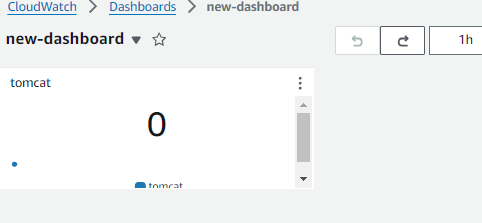 CloudWatch > Dashboards > new-dashboard
new-dashboard
1h
tomcat
0
tomcat